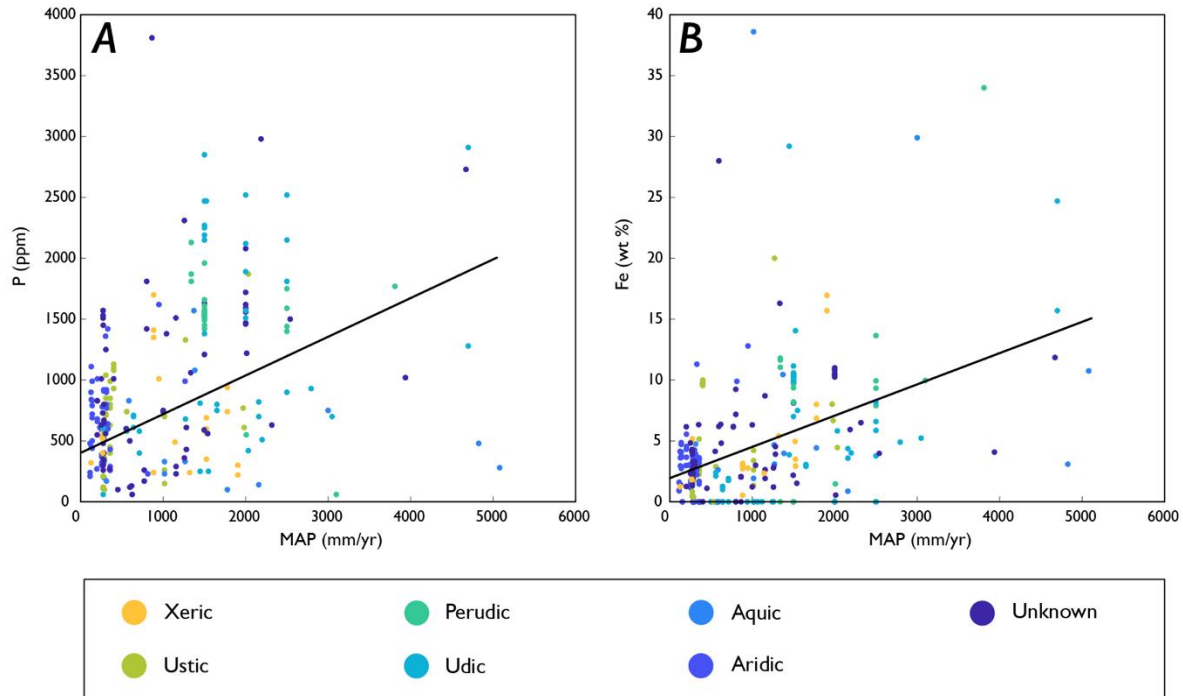 A
P (ppm)
4000
3500
3000
2500
2000
1500
1000
500
0
0 1000 2000 3000 4000 5000 6000
MAP (mm/yr)
B
Fe (wt %)
40
35
30
25
20
15
10
5
0
0 1000 2000 3000 4000 5000 6000
MAP (mm/yr)
Xeric Perudic Aquic Unknown
Ustic Udic Aridic